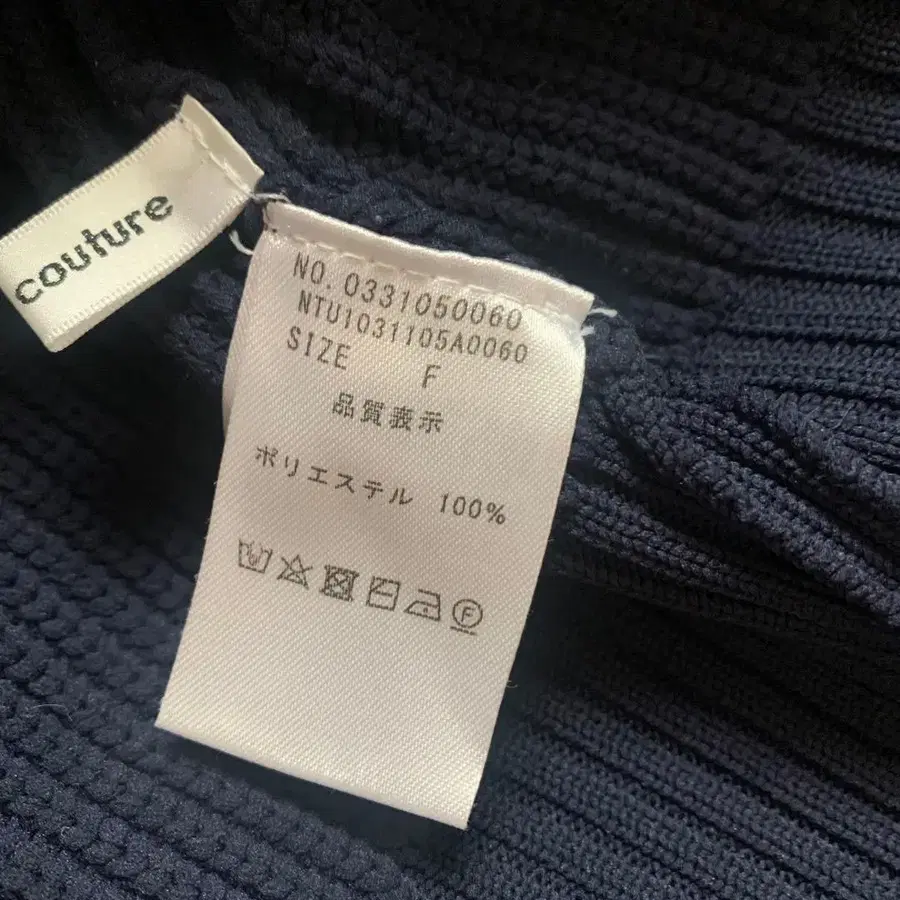 couture
NO. 0331050060
NTU1031105A0060
SIZE F
品質表示
ポリエステル 100%
F